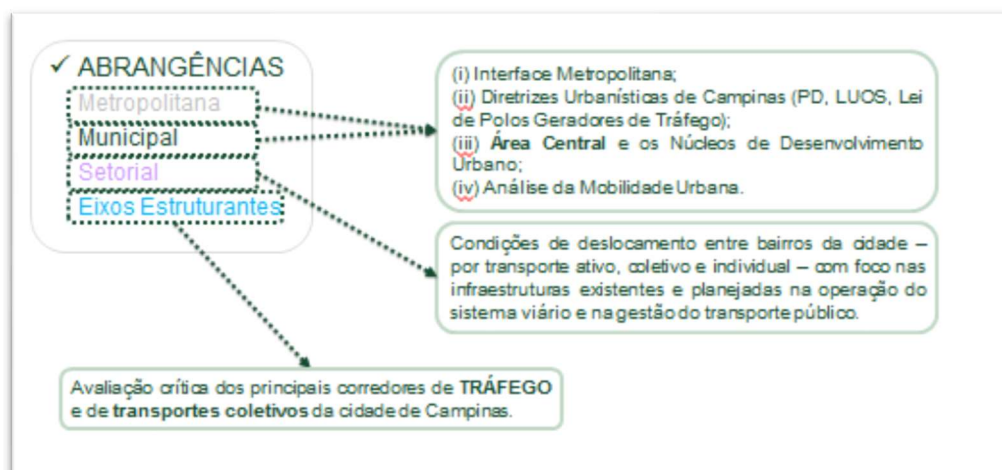 ✓ ABRANGÊNCIAS
Metropolitana
Municipal
Setorial
Eixos Estruturantes
(i) Interface Metropolitana;
(ii) Diretrizes Urbanísticas de Campinas (PD, LUOS, Lei
de Polos Geradores de Tráfego);
(iii) Área Central e os Núcleos de Desenvolvimento
Urbano;
(iv) Análise da Mobilidade Urbana.
Condições de deslocamento entre bairros da cidade –
por transporte ativo, coletivo e individual – com foco nas
infraestruturas existentes e planejadas na operação do
sistema viário e na gestão do transporte público.
Avaliação crítica dos principais corredores de TRÁFEGO
e de transportes coletivos da cidade de Campinas.